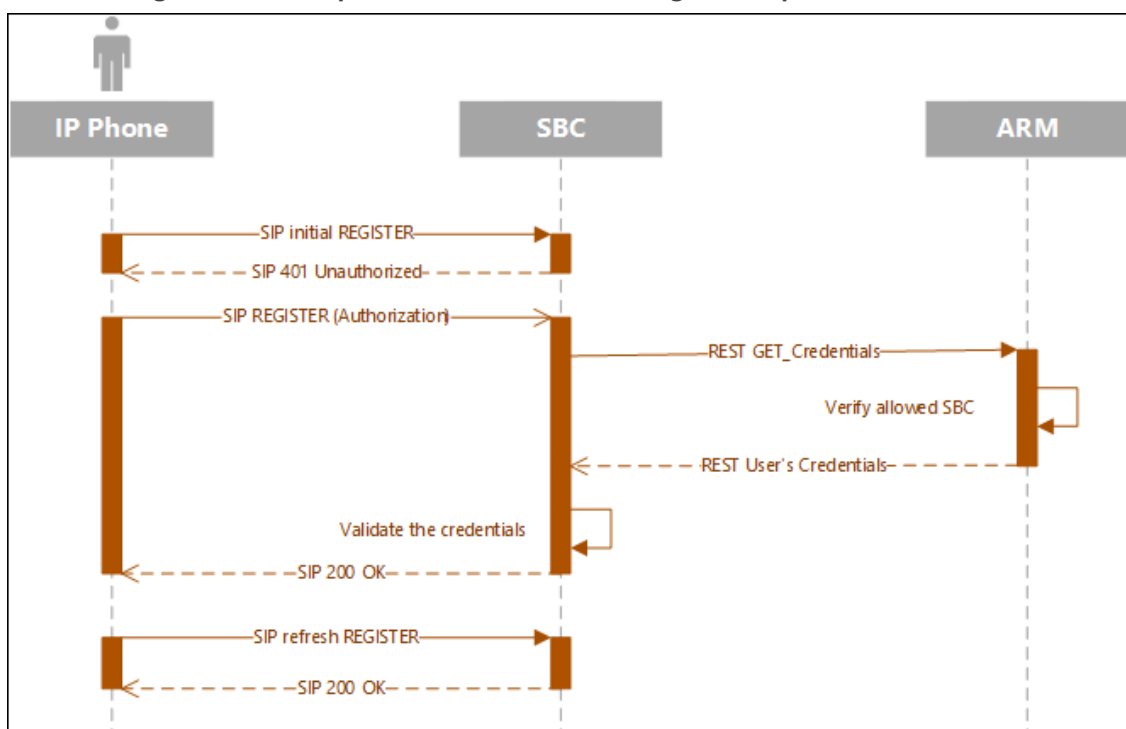 IP Phone
SBC
ARM
SIP initial REGISTER
SIP 401 Unauthorized
SIP REGISTER (Authorization)
REST GET_Credentials
Verify allowed SBC
REST User's Credentials
Validate the credentials
SIP 200 OK
SIP refresh REGISTER
SIP 200 OK